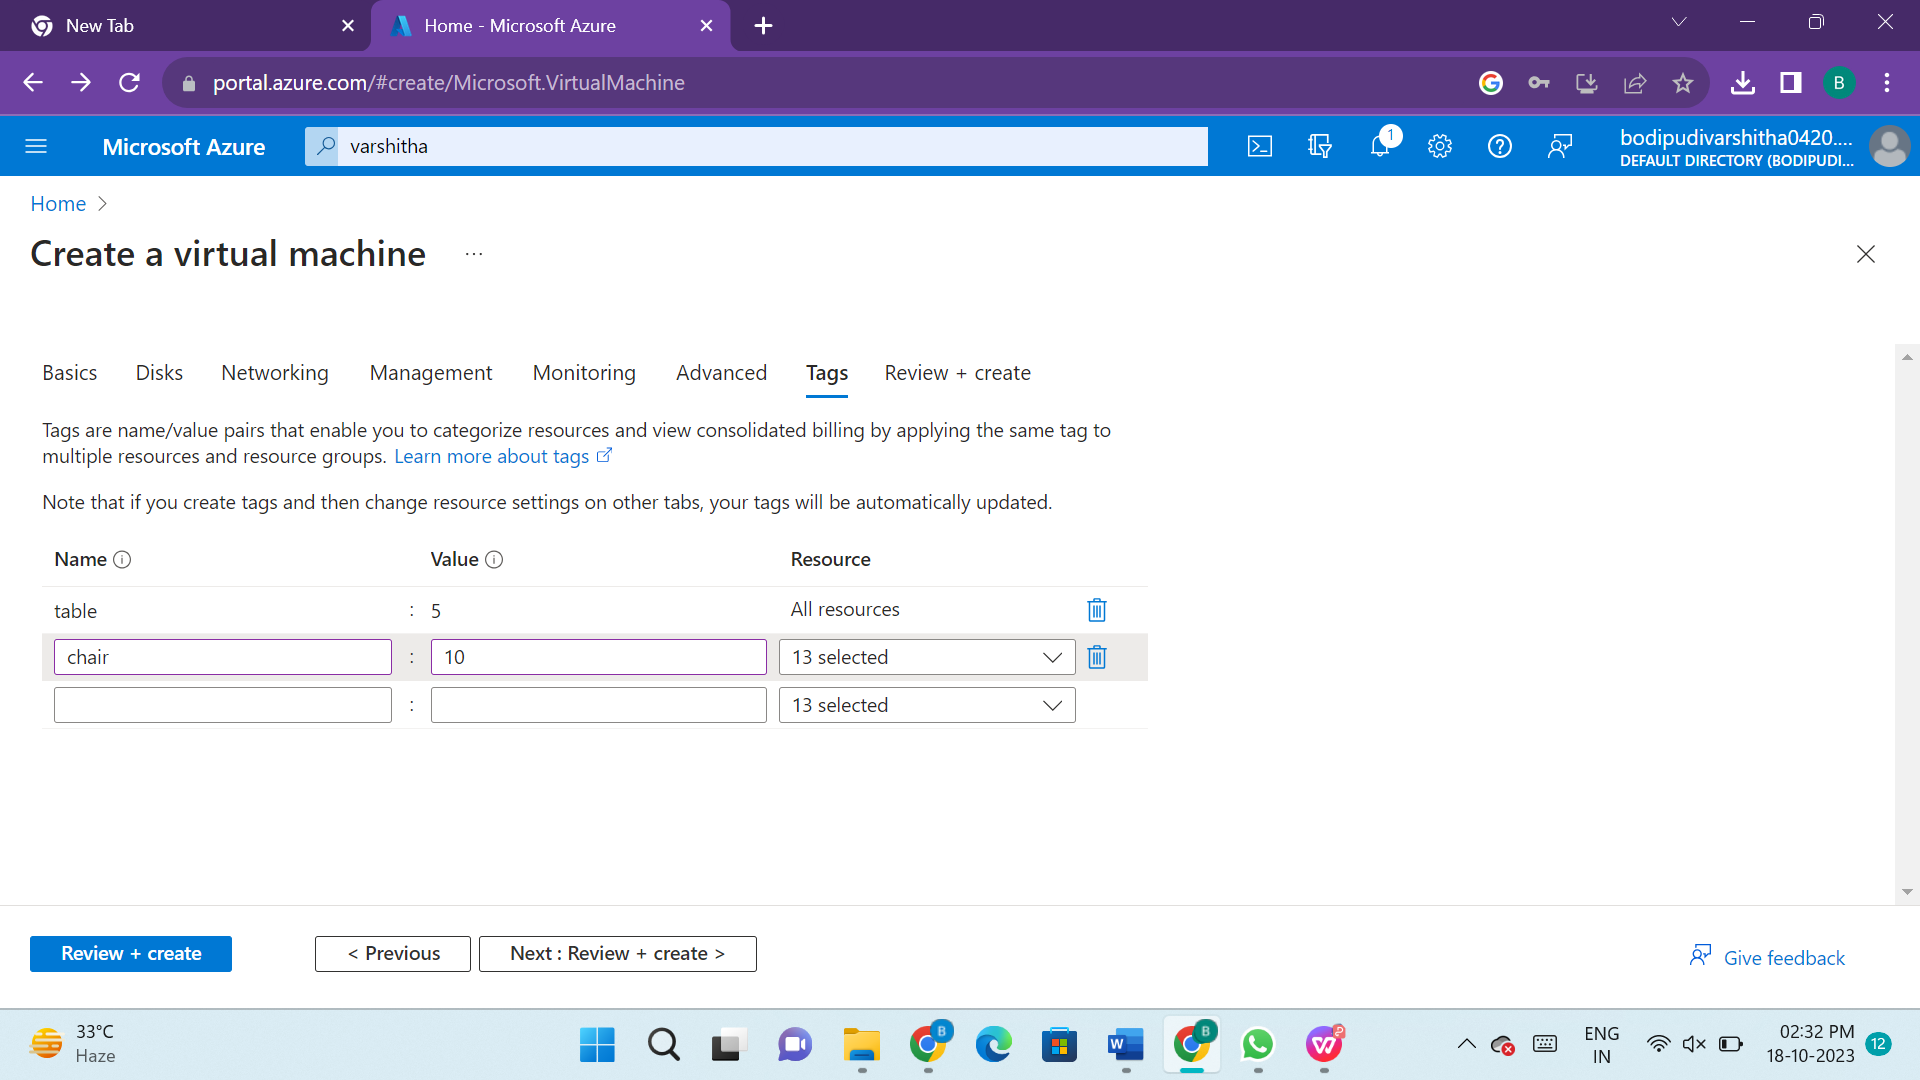 New Tab
Home - Microsoft Azure
portal.azure.com/#create/Microsoft.VirtualMachine
B
Microsoft Azure
varshitha
1
bodipudivarshitha0420....
DEFAULT DIRECTORY (BODIPUDI...
Home >
Create a virtual machine ...
Basics Disks Networking Management Monitoring Advanced Tags Review + create
Tags are name/value pairs that enable you to categorize resources and view consolidated billing by applying the same tag to
multiple resources and resource groups. Learn more about tags
Note that if you create tags and then change resource settings on other tabs, your tags will be automatically updated.
Name Value Resource
table : 5 All resources
chair : 10 13 selected
: 13 selected
Review + create < Previous Next : Review + create >
Give feedback
33°C
Haze
B
W
B
ENG
IN
02:32 PM
18-10-2023
12